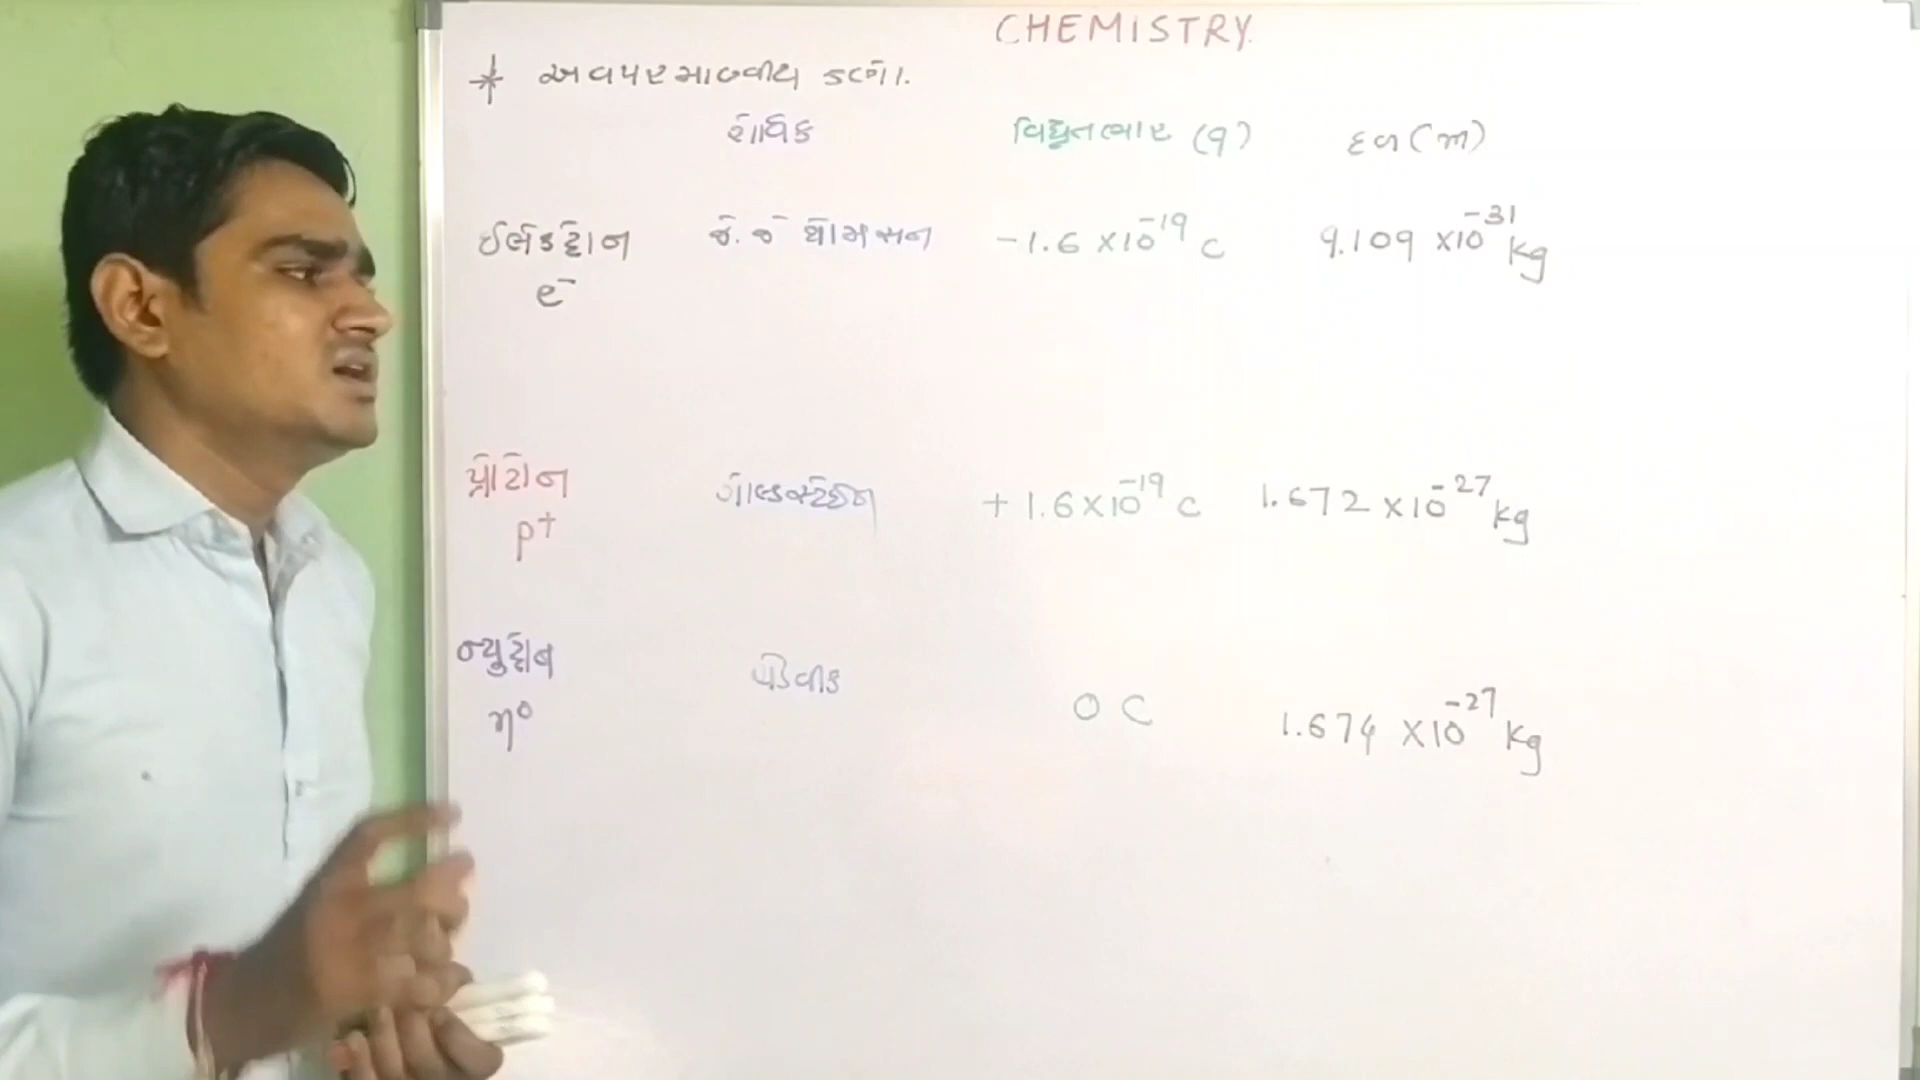 CHEMISTRY.
* અવપરમાણ્વીય કણો.
શોધક વિદ્યુતભાર (q) દળ (m)
ઈલેક્ટ્રોન જે.જે થોમસન -1.6 ×10⁻¹⁹ C 9.109 ×10⁻³¹ kg
e⁻
પ્રોટોન ગોલ્ડસ્ટેઈન + 1.6×10⁻¹⁹ C 1.672 ×10⁻²⁷ kg
p⁺
ન્યુટ્રોન ચેડવીક 0 C 1.674 ×10⁻²⁷ kg
n⁰